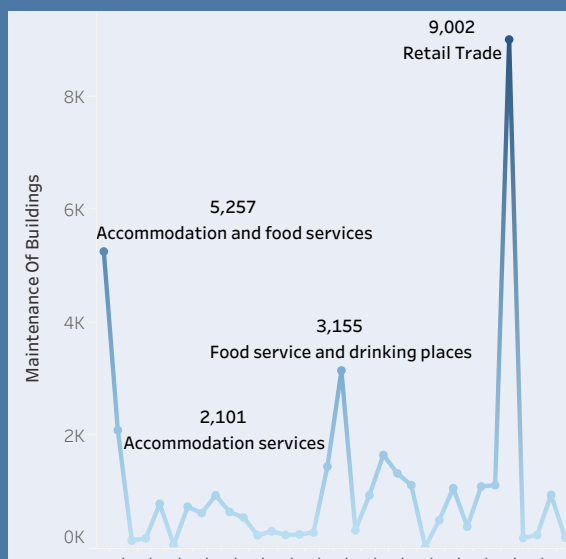 9,002
Retail Trade
8K
Maintenance Of Buildings
6K
5,257
Accommodation and food services
4K
3,155
Food service and drinking places
2,101
2K
Accommodation services
0K